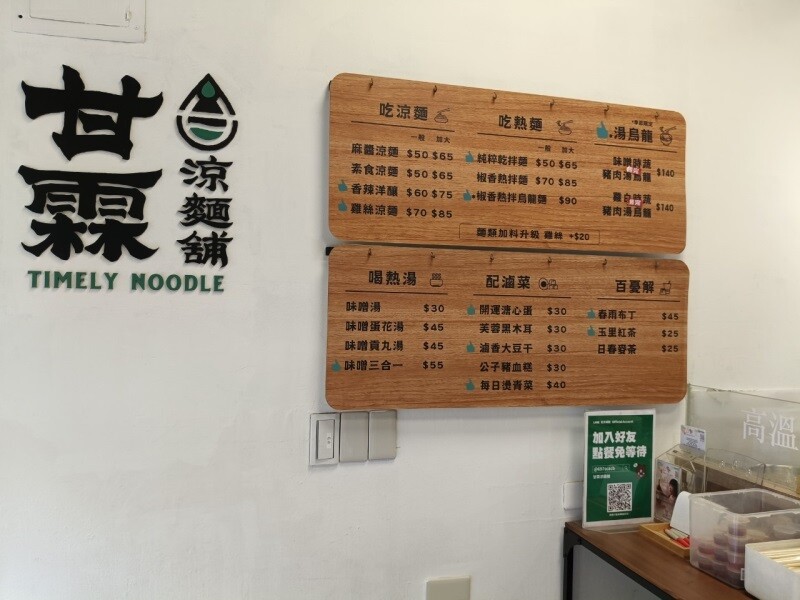 甘霖
涼麵舖
TIMELY NOODLE
吃涼麵
一般 加大
麻醬涼麵 $50 $65
素食涼麵 $50 $65
香辣洋釀 $60 $75
雞絲涼麵 $70 $85
吃熱麵
一般 加大
純粹乾拌麵 $50 $65
椒香熱拌麵 $70 $85
椒香熱拌烏龍麵 $90
湯烏龍
味噌時蔬
豬肉湯烏龍 $140
雞白時蔬
豬肉湯烏龍 $140
麵類加料升級 雞絲 +$20
喝熱湯
味噌湯 $30
味噌蛋花湯 $45
味噌貢丸湯 $45
味噌三合一 $55
配滷菜
開運溏心蛋 $30
芙蓉黑木耳 $30
滷香大豆干 $30
公子豬血糕 $30
每日燙青菜 $40
百憂解
春雨布丁 $45
玉里紅茶 $25
日春麥茶 $25
加入好友
點餐免等待
高溫